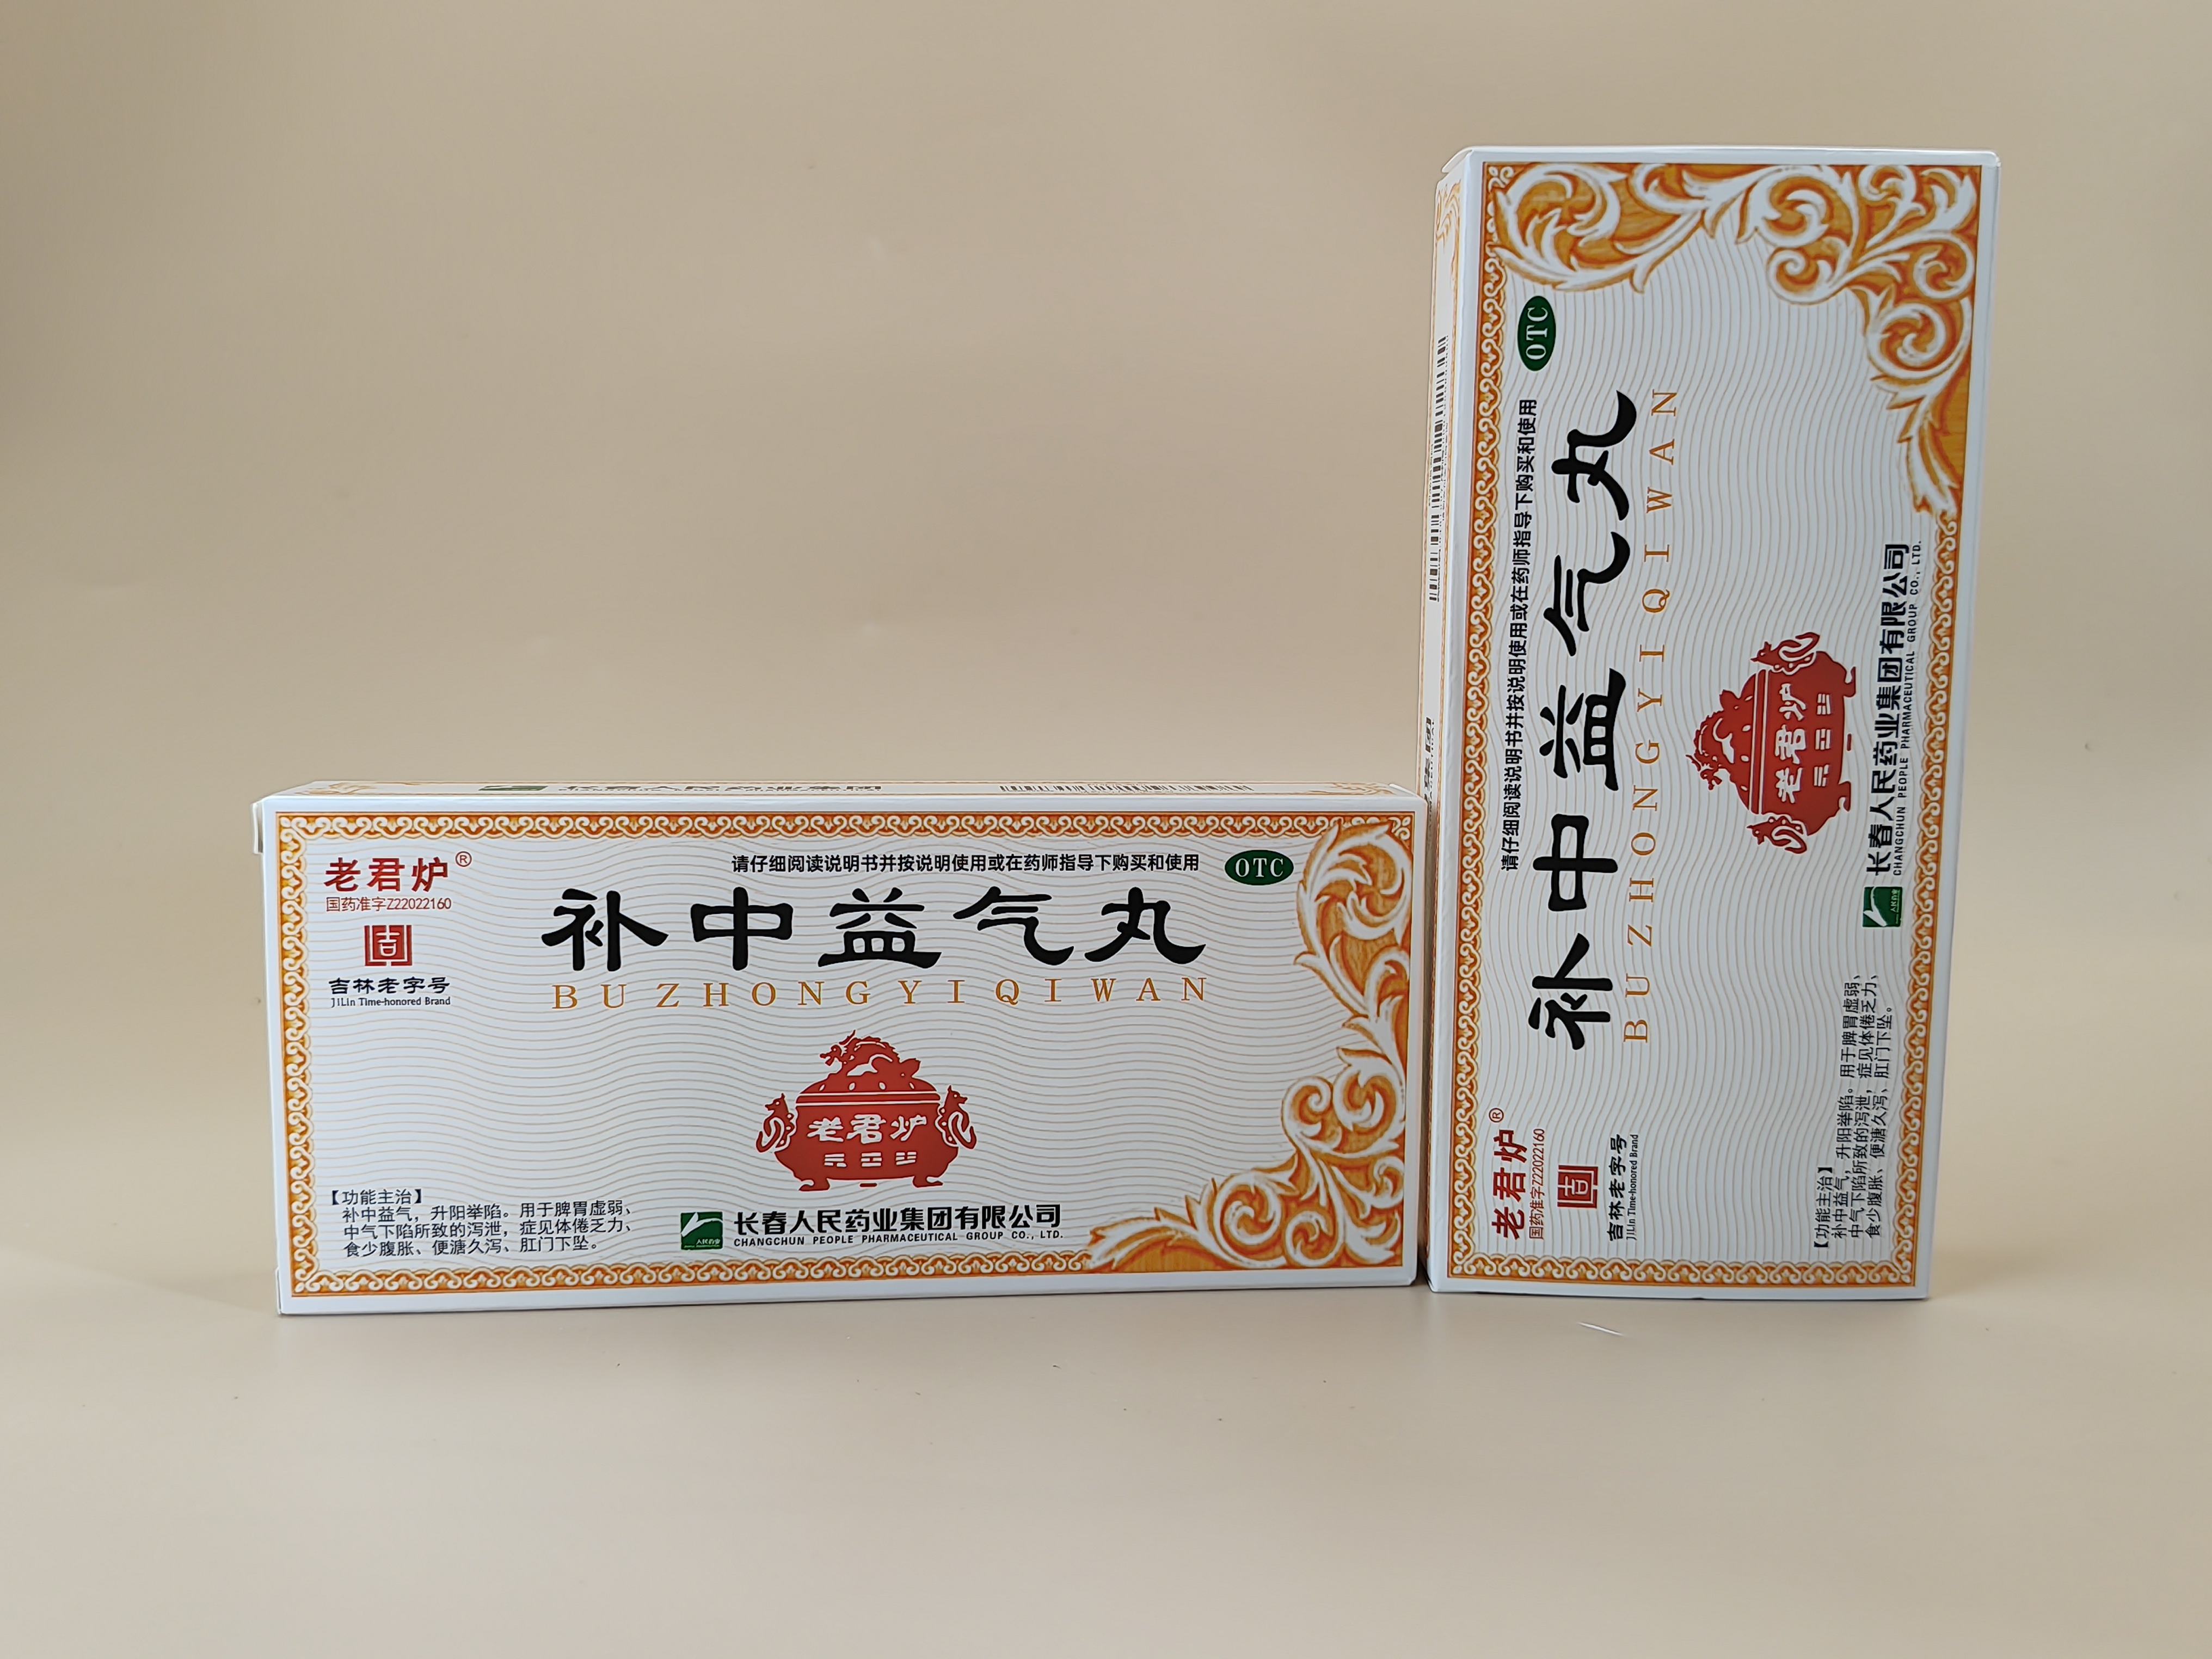 老君炉®
国药准字Z22022160
吉林老字号
JiLin Time-honored Brand
请仔细阅读说明书并按说明使用或在药师指导下购买和使用
OTC
补中益气丸
BUZHONGYIQIWAN
老君炉
【功能主治】
补中益气，升阳举陷。用于脾胃虚弱、
中气下陷所致的泻泄，症见体倦乏力、
食少腹胀、便溏久泻、肛门下坠。
人民药业
长春人民药业集团有限公司
CHANGCHUN PEOPLE PHARMACEUTICAL GROUP CO., LTD.
老君炉®
国药准字Z22022160
吉林老字号
JiLin Time-honored Brand
请仔细阅读说明书并按说明使用或在药师指导下购买和使用
OTC
补中益气丸
BUZHONGYIQIWAN
老君炉
【功能主治】
补中益气，升阳举陷。用于脾胃虚弱、
中气下陷所致的泻泄，症见体倦乏力、
食少腹胀、便溏久泻、肛门下坠。
人民药业
长春人民药业集团有限公司
CHANGCHUN PEOPLE PHARMACEUTICAL GROUP CO., LTD.